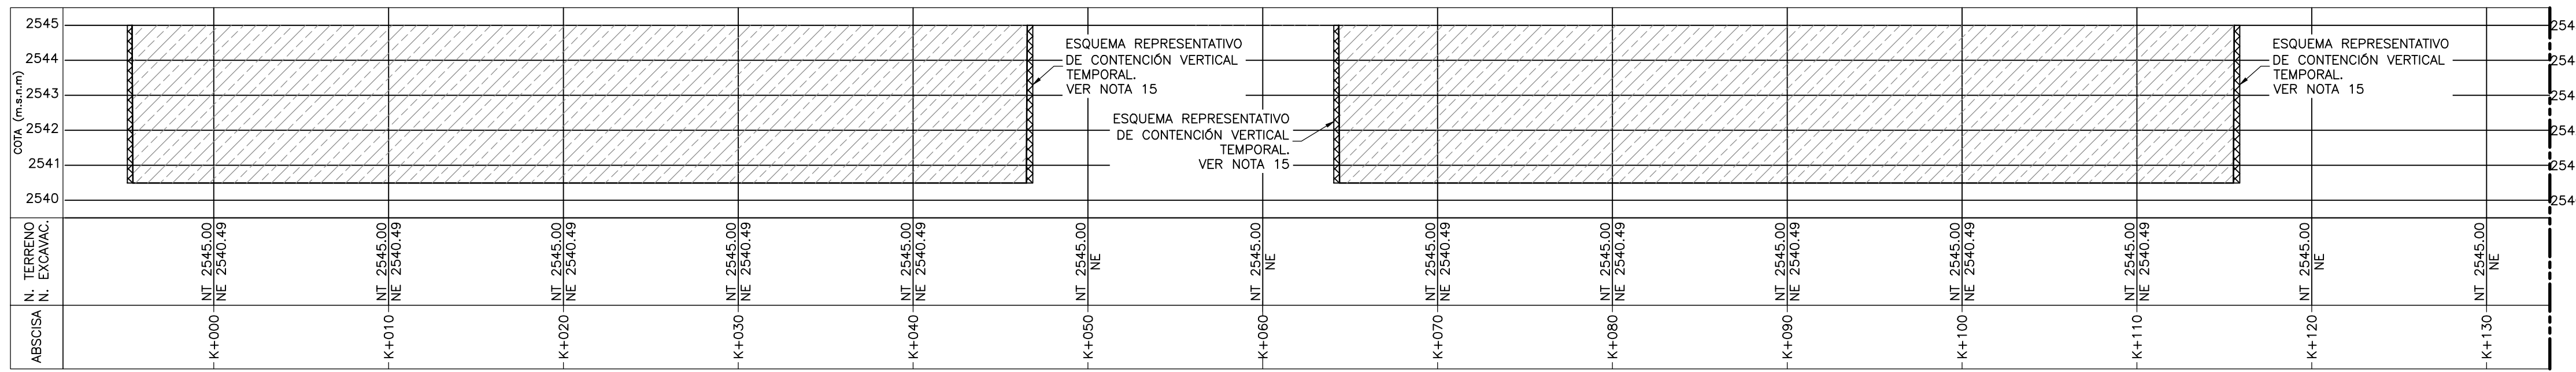 COTA (m.s.n.m)
2545
2544
2543
2542
2541
2540
ESQUEMA REPRESENTATIVO
DE CONTENCIÓN VERTICAL
TEMPORAL.
VER NOTA 15
ESQUEMA REPRESENTATIVO
DE CONTENCIÓN VERTICAL
TEMPORAL.
VER NOTA 15
ESQUEMA REPRESENTATIVO
DE CONTENCIÓN VERTICAL
TEMPORAL.
VER NOTA 15
254
254
254
254
254
254
N. TERRENO
N. EXCAVAC.
NT 2545.00
NE 2540.49
NT 2545.00
NE 2540.49
NT 2545.00
NE 2540.49
NT 2545.00
NE 2540.49
NT 2545.00
NE 2540.49
NT 2545.00
NE
NT 2545.00
NE
NT 2545.00
NE 2540.49
NT 2545.00
NE 2540.49
NT 2545.00
NE 2540.49
NT 2545.00
NE 2540.49
NT 2545.00
NE 2540.49
NT 2545.00
NE
NT 2545.00
NE
ABSCISA
K+000
K+010
K+020
K+030
K+040
K+050
K+060
K+070
K+080
K+090
K+100
K+110
K+120
K+130